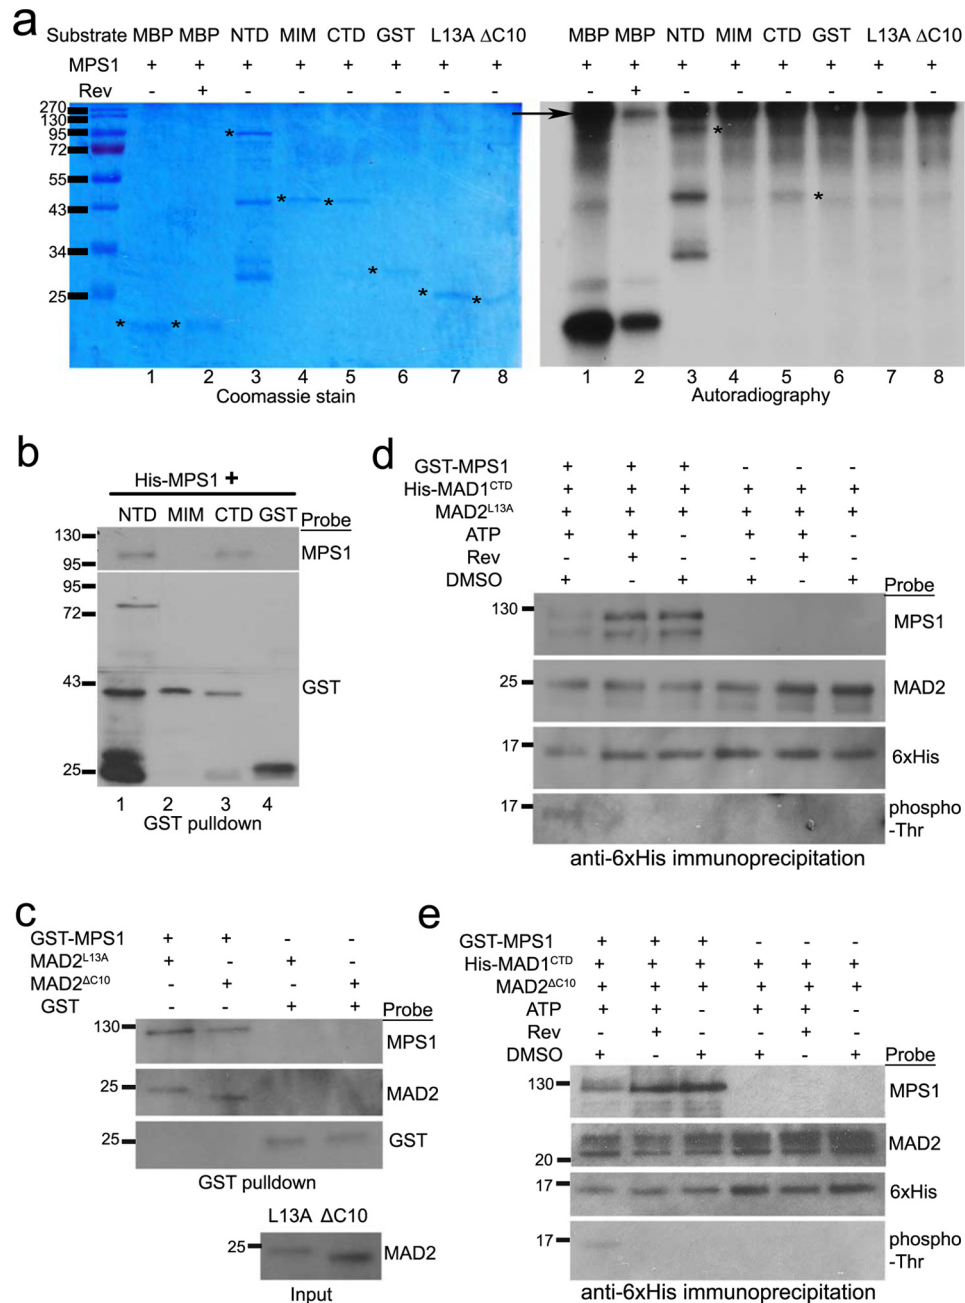 a
Substrate MBP MBP NTD MIM CTD GST L13A ΔC10 MBP MBP NTD MIM CTD GST L13A ΔC10
MPS1 + + + + + + + + + + + + + + + +
Rev - + - - - - - - - + - - - - - -
270
130
95
72
55
43
34
25
* * * * * * * *
* *
1 2 3 4 5 6 7 8 1 2 3 4 5 6 7 8
Coomassie stain Autoradiography
b
His-MPS1 +
NTD MIM CTD GST Probe
130
95
MPS1
95
72
43
25
GST
1 2 3 4
GST pulldown
c
GST-MPS1 + + - -
MAD2L13A + - + -
MAD2ΔC10 - + - +
GST - - + + Probe
130 MPS1
25 MAD2
25 GST
GST pulldown
L13A ΔC10
25 MAD2
Input
d
GST-MPS1 + + + - - -
His-MAD1CTD + + + + + +
MAD2L13A + + + + + +
ATP + + - + + -
Rev - + - - + -
DMSO + - + + - + Probe
130 MPS1
25 MAD2
17 6xHis
17 phospho
-Thr
anti-6xHis immunoprecipitation
e
GST-MPS1 + + + - - -
His-MAD1CTD + + + + + +
MAD2ΔC10 + + + + + +
ATP + + - + + -
Rev - + - - + -
DMSO + - + + - + Probe
130 MPS1
MAD2
20
17 6xHis
17 phospho
-Thr
anti-6xHis immunoprecipitation